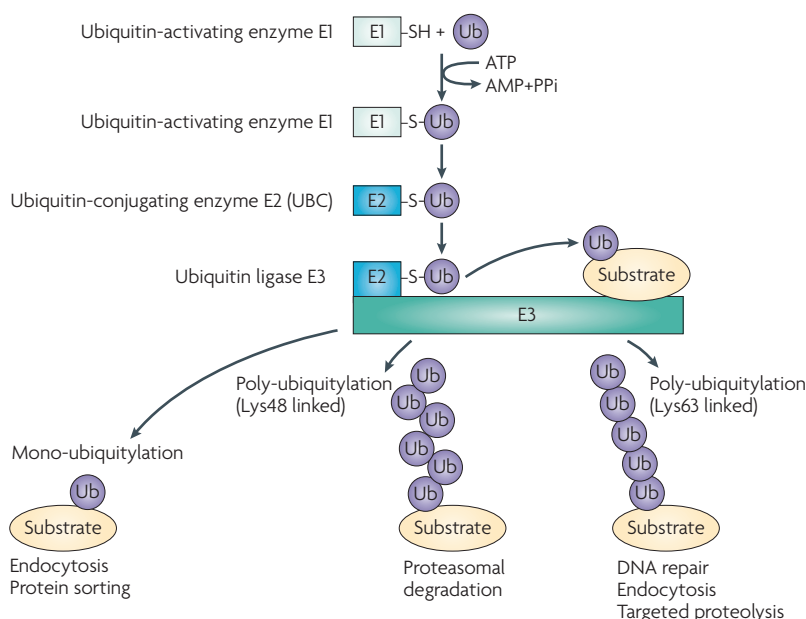 Ubiquitin-activating enzyme E1 E1 -SH + Ub
ATP
AMP+PPi
Ubiquitin-activating enzyme E1 E1 -S- Ub
Ubiquitin-conjugating enzyme E2 (UBC) E2 -S- Ub
Ub
Substrate
Ubiquitin ligase E3 E2 -S- Ub
E3
Mono-ubiquitylation
Ub
Substrate
Endocytosis
Protein sorting
Poly-ubiquitylation
(Lys48 linked)
Ub
Ub
Ub
Ub
Ub
Ub
Substrate
Proteasomal
degradation
Poly-ubiquitylation
(Lys63 linked)
Ub
Ub
Ub
Ub
Ub
Substrate
DNA repair
Endocytosis
Targeted proteolysis